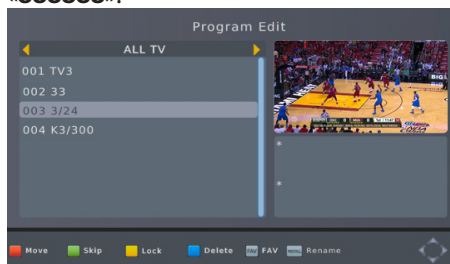 Program Edit
ALL TV
001 TV3
002 33
003 3/24
004 K3/300
*
*
Move Skip Lock Delete FAV FAV Rename